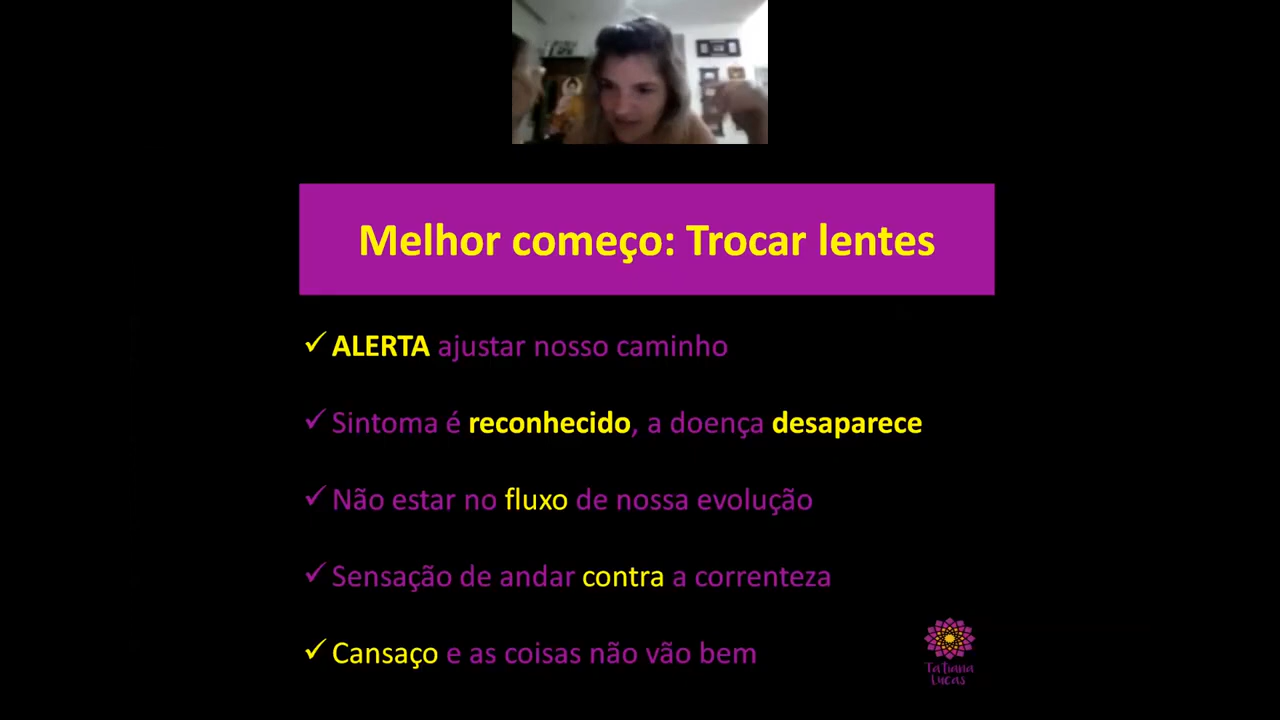 Melhor começo: Trocar lentes
✓ ALERTA ajustar nosso caminho
✓ Sintoma é reconhecido, a doença desaparece
✓ Não estar no fluxo de nossa evolução
✓ Sensação de andar contra a correnteza
✓ Cansaço e as coisas não vão bem
Tatiana
Lucas